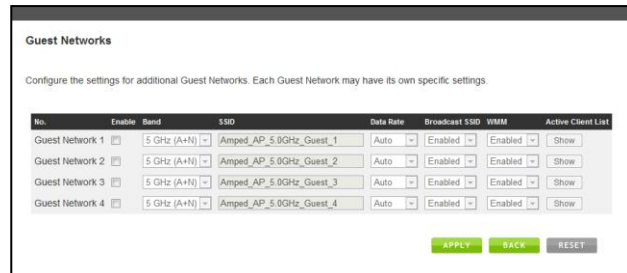 Guest Networks
Configure the settings for additional Guest Networks. Each Guest Network may have its own specific settings.
No. Enable Band SSID Data Rate Broadcast SSID WMM Active Client List
Guest Network 1 5 GHz (A+N) Amped_AP_5.0GHz_Guest_1 Auto Enabled Enabled Show
Guest Network 2 5 GHz (A+N) Amped_AP_5.0GHz_Guest_2 Auto Enabled Enabled Show
Guest Network 3 5 GHz (A+N) Amped_AP_5.0GHz_Guest_3 Auto Enabled Enabled Show
Guest Network 4 5 GHz (A+N) Amped_AP_5.0GHz_Guest_4 Auto Enabled Enabled Show
APPLY BACK RESET